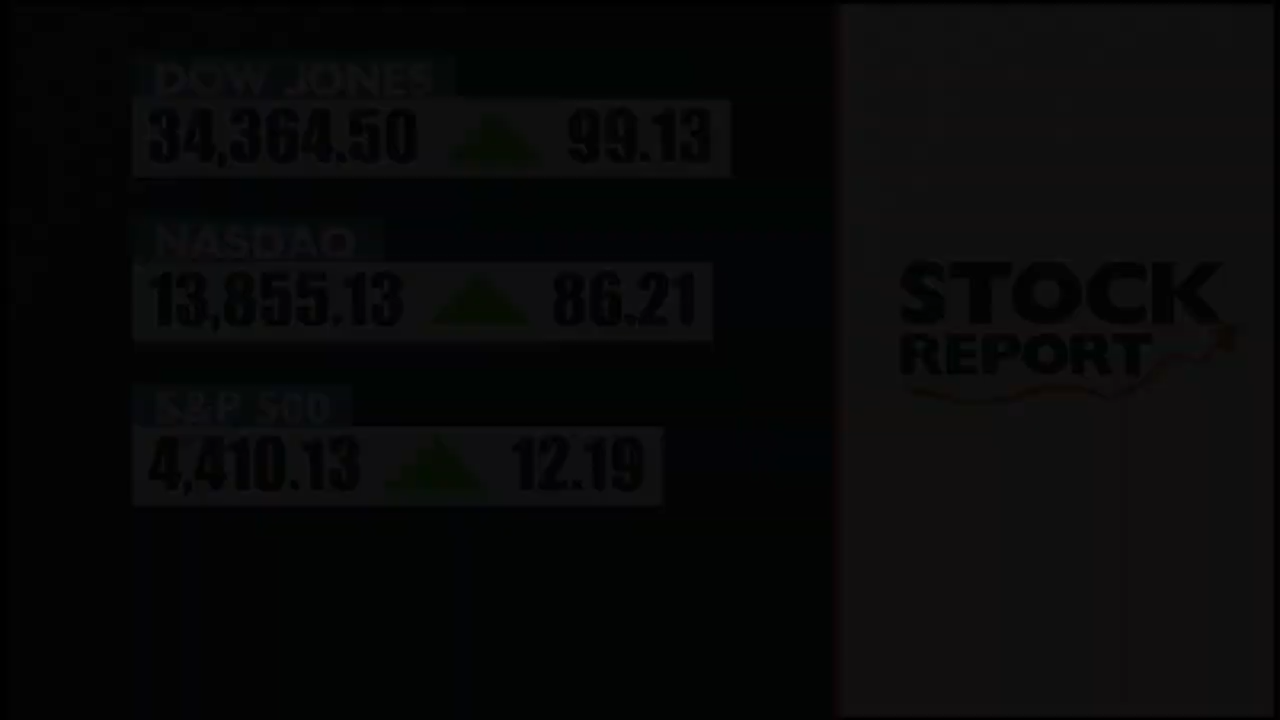 DOW JONES
34,364.50 99.13
NASDAQ
13,855.13 86.21
S&P 500
4,410.13 12.19
STOCK
REPORT